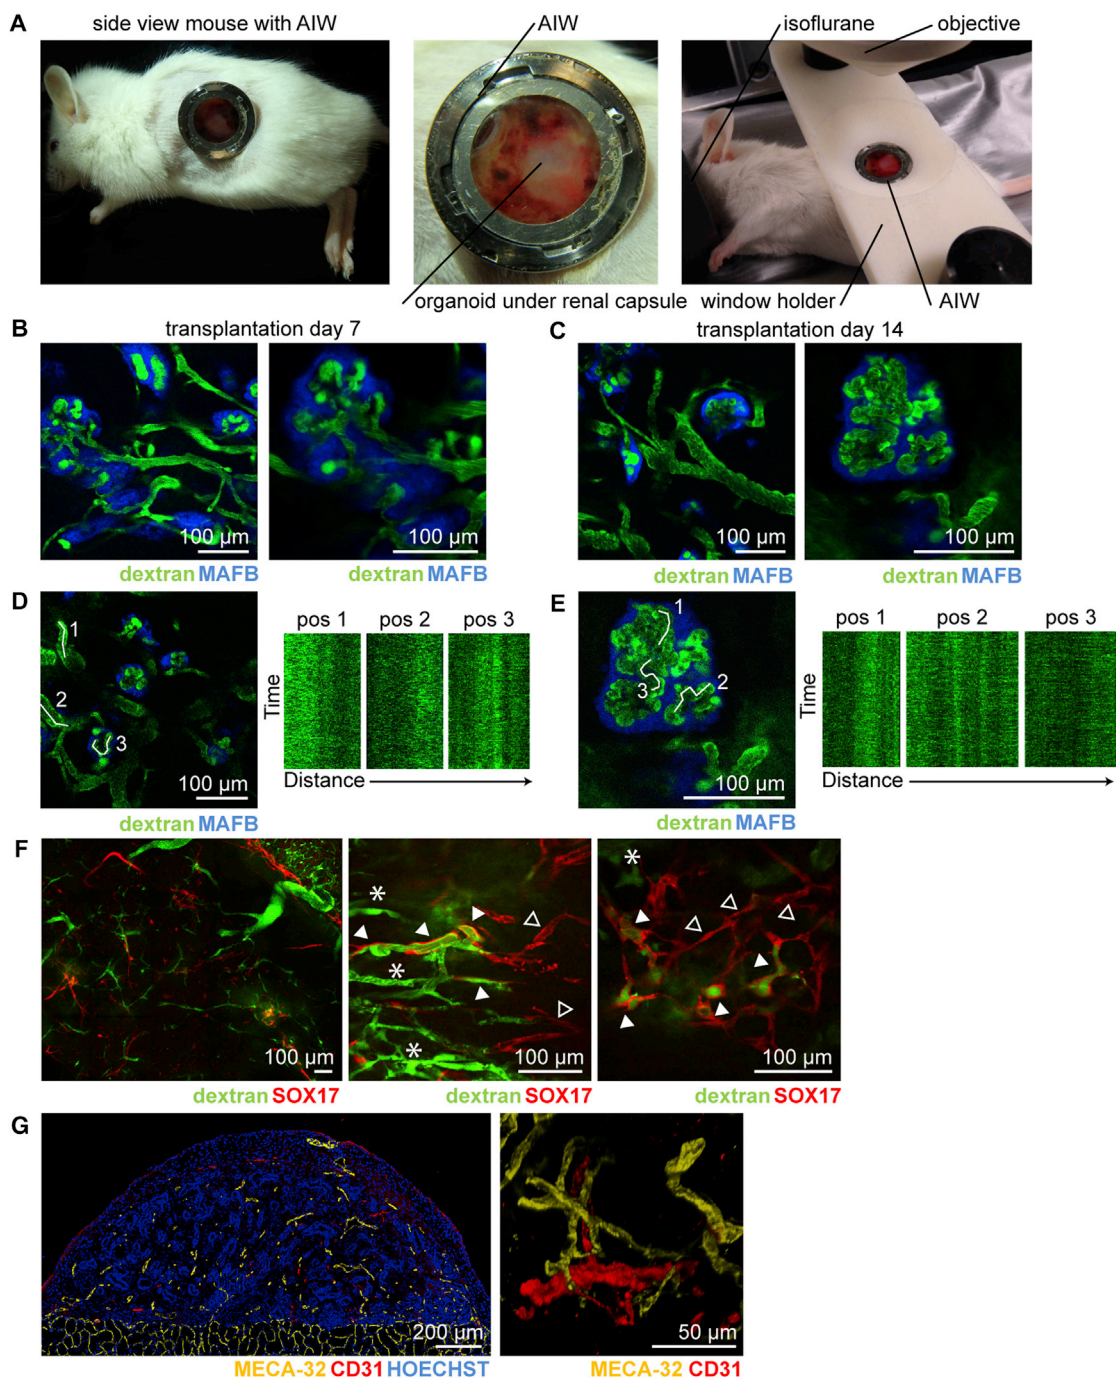 A side view mouse with AIW AIW isoflurane objective
organoid under renal capsule window holder AIW
B transplantation day 7 C transplantation day 14
100 µm 100 µm 100 µm 100 µm
dextran MAFB dextran MAFB dextran MAFB dextran MAFB
D E
pos 1 pos 2 pos 3 pos 1 pos 2 pos 3
1 2 3 1 2 3
Time Time
100 µm Distance 100 µm Distance
dextran MAFB dextran MAFB
F
* * * *
100 µm 100 µm 100 µm
dextran SOX17 dextran SOX17 dextran SOX17
G
200 µm 50 µm
MECA-32 CD31 HOECHST MECA-32 CD31